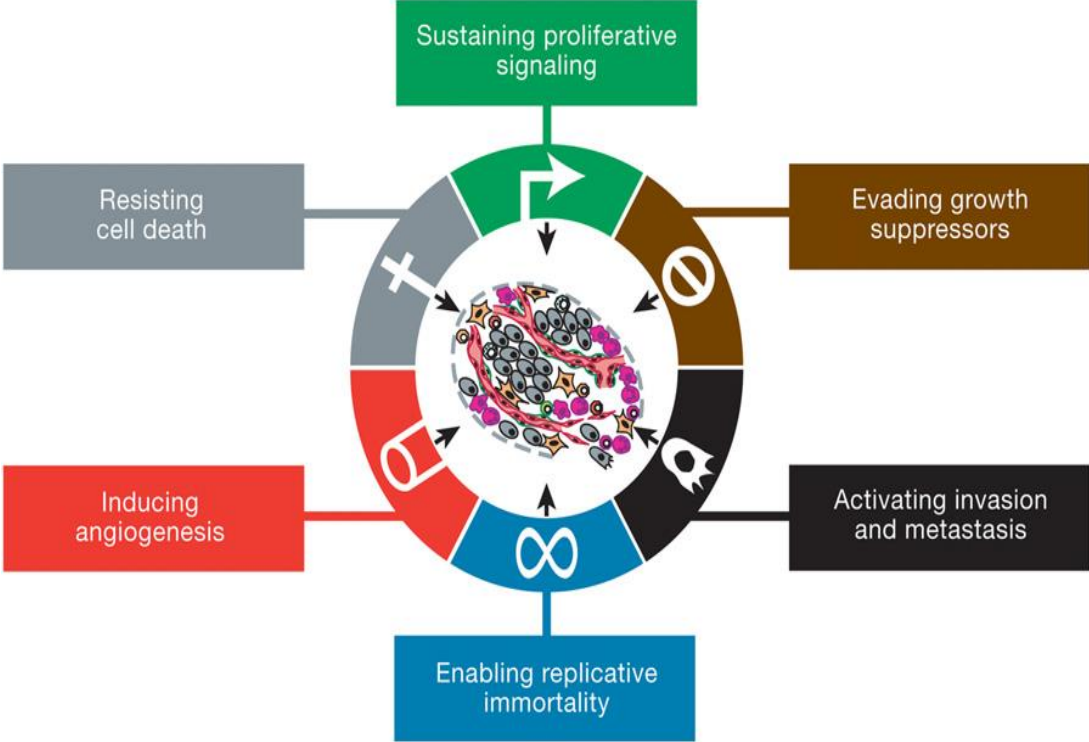 Sustaining proliferative
signaling
Resisting
cell death
Evading growth
suppressors
Inducing
angiogenesis
Activating invasion
and metastasis
Enabling replicative
immortality